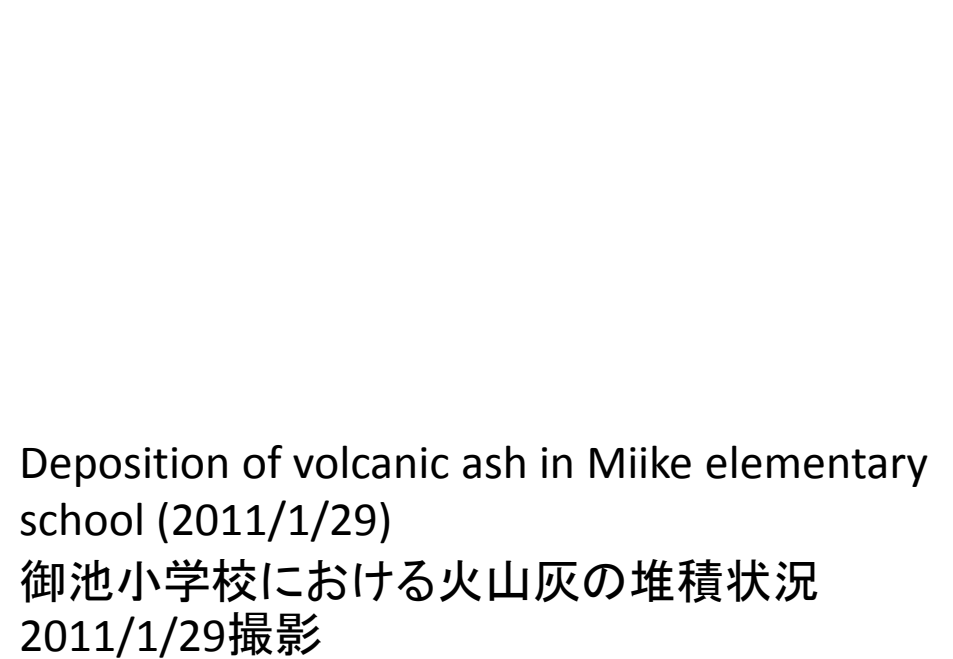 Deposition of volcanic ash in Miike elementary
school (2011/1/29)
御池小学校における火山灰の堆積状況
2011/1/29撮影